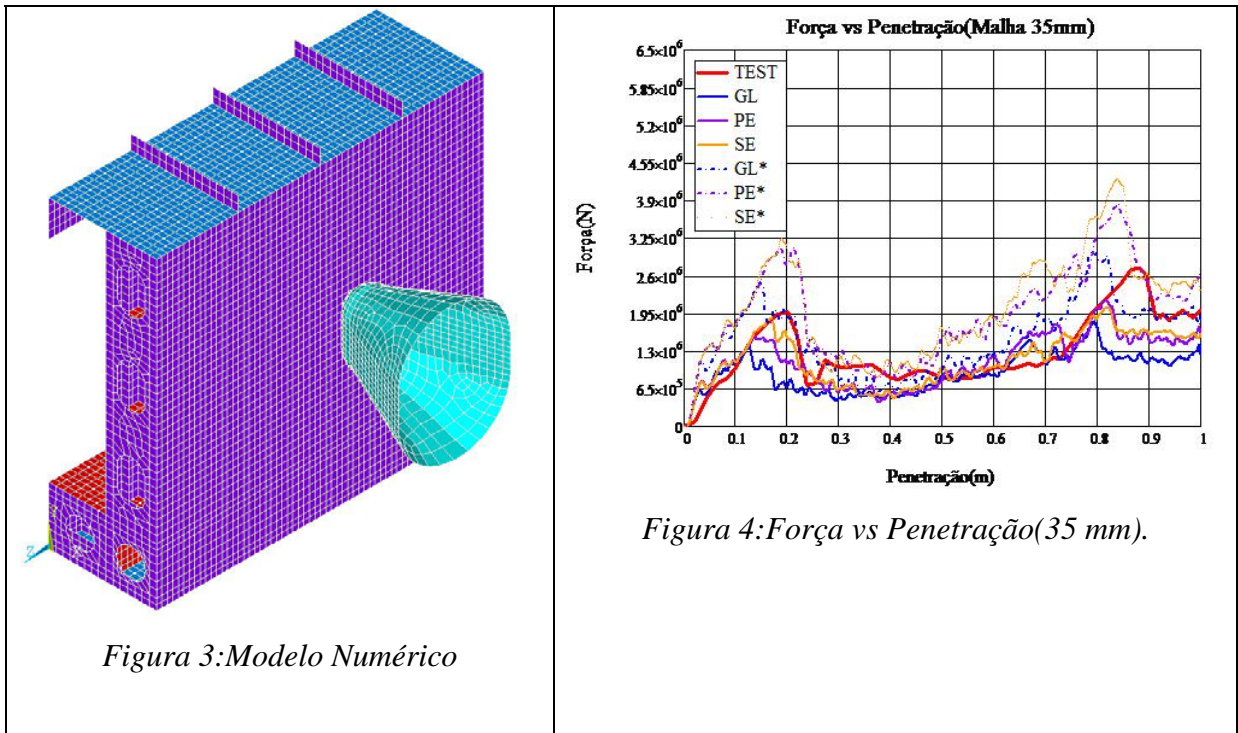 Z
X
Figura 3:Modelo Numérico
Força vs Penetração(Malha 35mm)
6.5×10⁶
5.85×10⁶
5.2×10⁶
4.55×10⁶
3.9×10⁶
3.25×10⁶
2.6×10⁶
1.95×10⁶
1.3×10⁶
6.5×10⁵
0
TEST
GL
PE
SE
GL*
PE*
SE*
Força(N)
0 0.1 0.2 0.3 0.4 0.5 0.6 0.7 0.8 0.9 1
Penetração(m)
Figura 4:Força vs Penetração(35 mm).